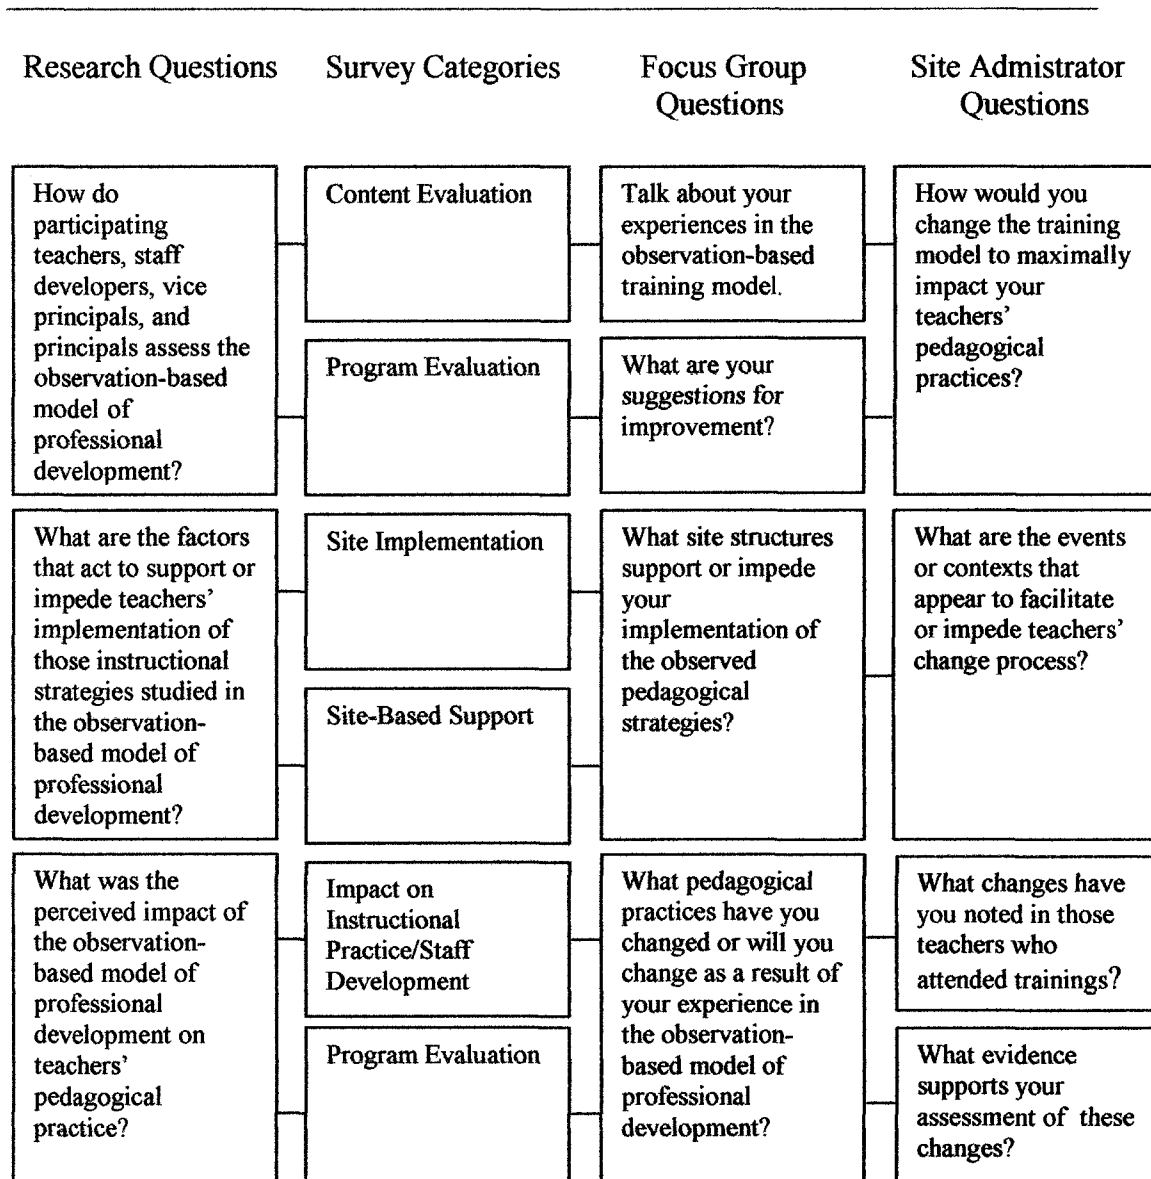 Research Questions
Survey Categories
Focus Group
Questions
Site Admistrator
Questions
How do
participating
teachers, staff
developers, vice
principals, and
principals assess the
observation-based
model of
professional
development?
Content Evaluation
Program Evaluation
Talk about your
experiences in the
observation-based
training model.
What are your
suggestions for
improvement?
How would you
change the training
model to maximally
impact your
teachers'
pedagogical
practices?
What are the factors
that act to support or
impede teachers'
implementation of
those instructional
strategies studied in
the observation-
based model of
professional
development?
Site Implementation
Site-Based Support
What site structures
support or impede
your
implementation of
the observed
pedagogical
strategies?
What are the events
or contexts that
appear to facilitate
or impede teachers'
change process?
What was the
perceived impact of
the observation-
based model of
professional
development on
teachers'
pedagogical
practice?
Impact on
Instructional
Practice/Staff
Development
Program Evaluation
What pedagogical
practices have you
changed or will you
change as a result of
your experience in
the observation-
based model of
professional
development?
What changes have
you noted in those
teachers who
attended trainings?
What evidence
supports your
assessment of these
changes?